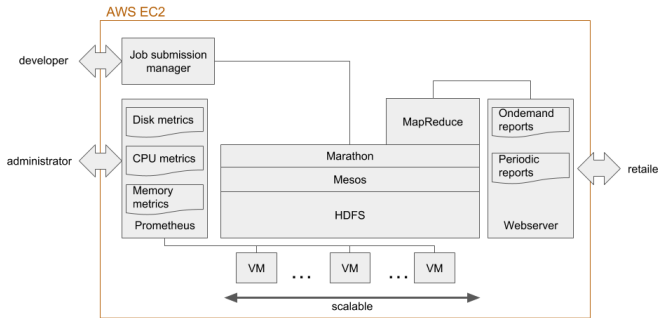 AWS EC2
developer
Job submission
manager
MapReduce
Disk metrics
CPU metrics
Memory
metrics
Prometheus
administrator
Marathon
Mesos
HDFS
Ondemand
reports
Periodic
reports
Webserver
retaile
VM
...
VM
...
VM
scalable